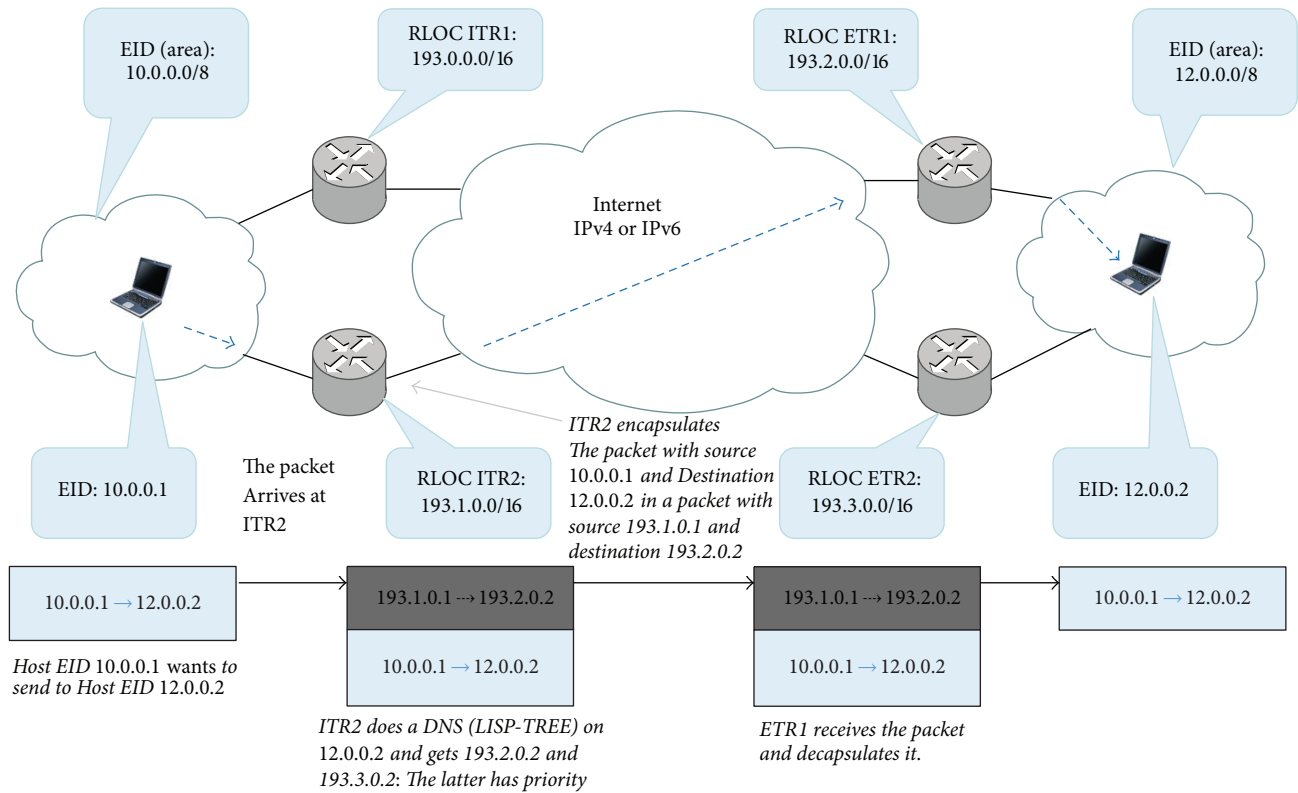 EID (area):
10.0.0.0/8
RLOC ITR1:
193.0.0.0/16
RLOC ETR1:
193.2.0.0/16
EID (area):
12.0.0.0/8
Internet
IPv4 or IPv6
EID: 10.0.0.1
The packet
Arrives at
ITR2
RLOC ITR2:
193.1.0.0/16
ITR2 encapsulates
The packet with source
10.0.0.1 and Destination
12.0.0.2 in a packet with
source 193.1.0.1 and
destination 193.2.0.2
RLOC ETR2:
193.3.0.0/16
EID: 12.0.0.2
10.0.0.1 → 12.0.0.2
193.1.0.1 ⤏ 193.2.0.2
10.0.0.1 → 12.0.0.2
193.1.0.1 ⤏ 193.2.0.2
10.0.0.1 → 12.0.0.2
10.0.0.1 → 12.0.0.2
Host EID 10.0.0.1 wants to
send to Host EID 12.0.0.2
ITR2 does a DNS (LISP-TREE) on
12.0.0.2 and gets 193.2.0.2 and
193.3.0.2: The latter has priority
ETR1 receives the packet
and decapsulates it.